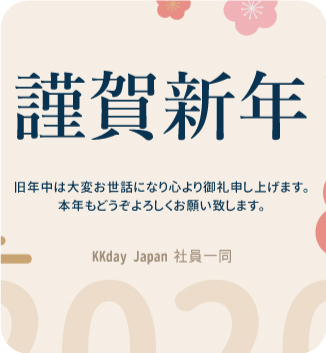 謹賀新年
旧年中は大変お世話になり心より御礼申し上げます。
本年もどうぞよろしくお願い致します。
KKday Japan 社員一同
2020